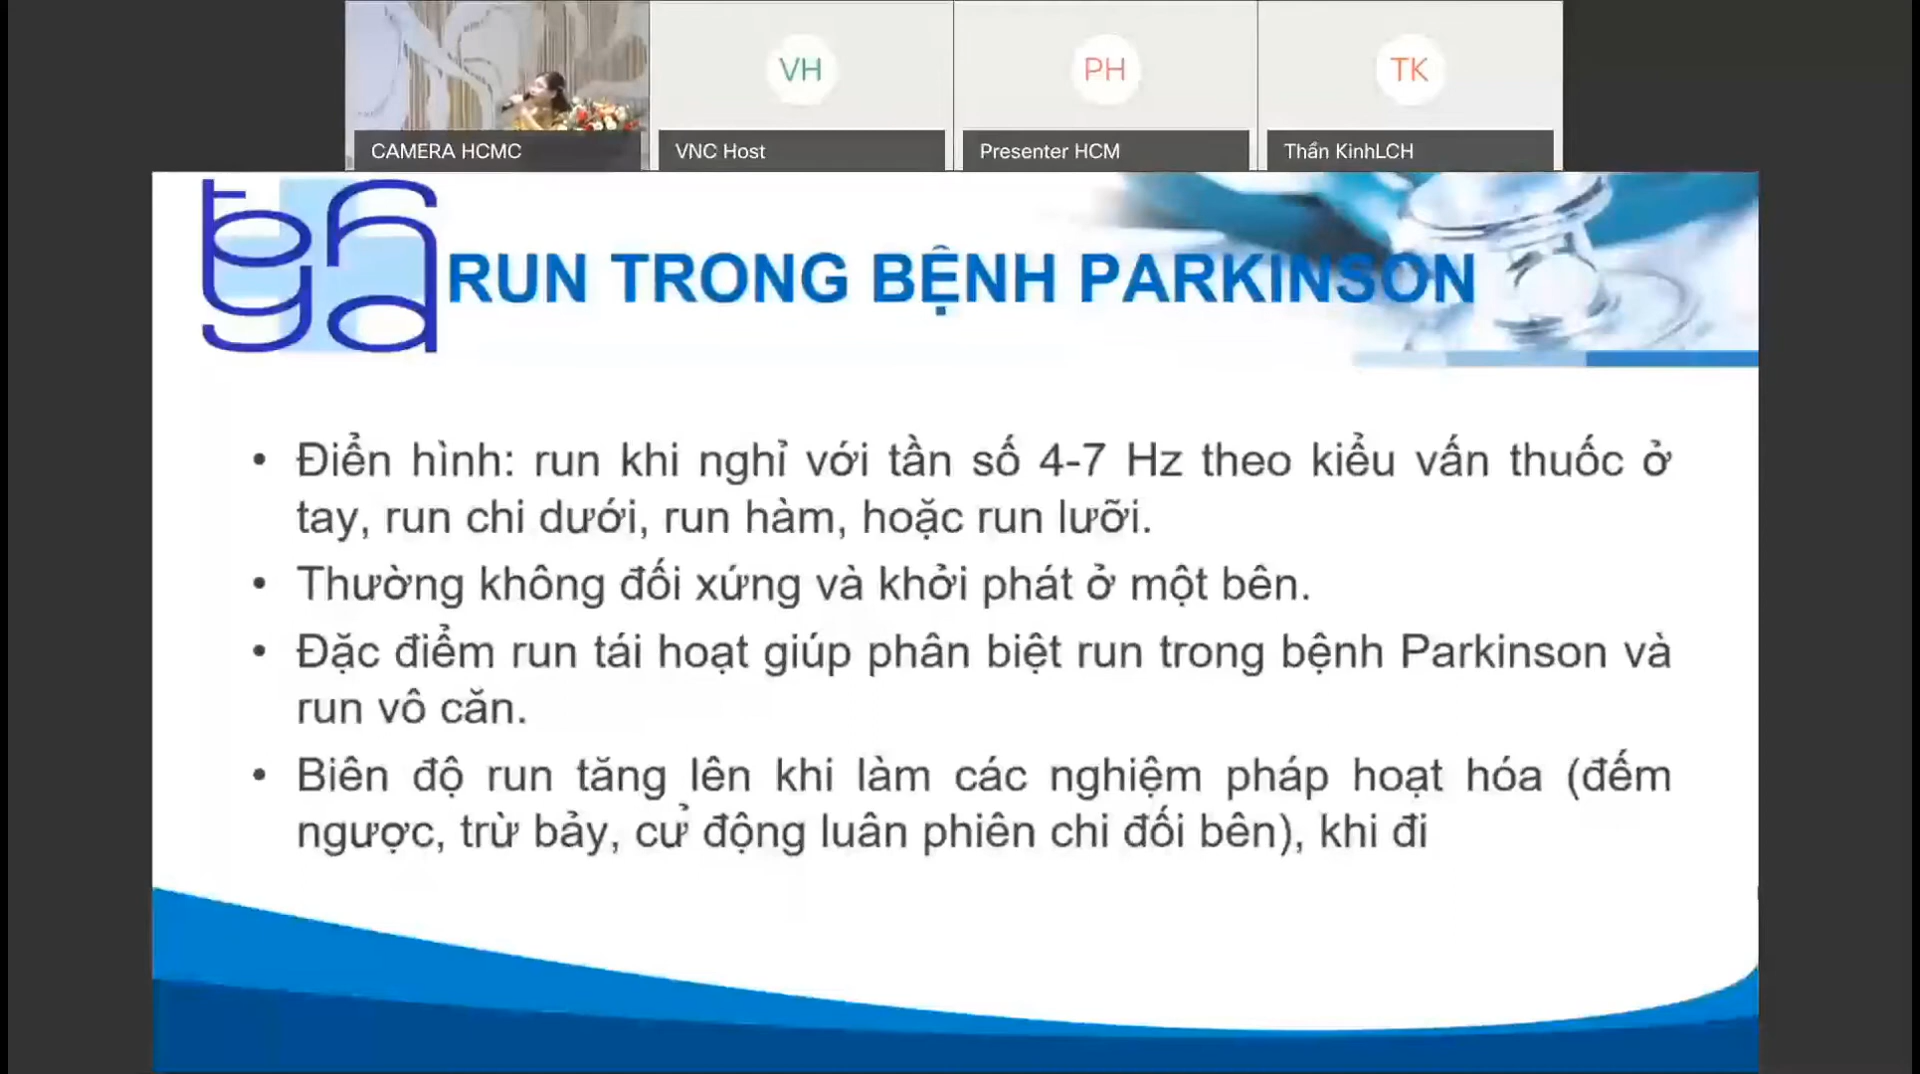 VH
PH
TK
CAMERA HCMC
VNC Host
Presenter HCM
Thần KinhLCH
RUN TRONG BỆNH PARKINSON
• Điển hình: run khi nghỉ với tần số 4-7 Hz theo kiểu vấn thuốc ở
tay, run chi dưới, run hàm, hoặc run lưỡi.
• Thường không đối xứng và khởi phát ở một bên.
• Đặc điểm run tái hoạt giúp phân biệt run trong bệnh Parkinson và
run vô căn.
• Biên độ run tăng lên khi làm các nghiệm pháp hoạt hóa (đếm
ngược, trừ bảy, cử động luân phiên chi đối bên), khi đi